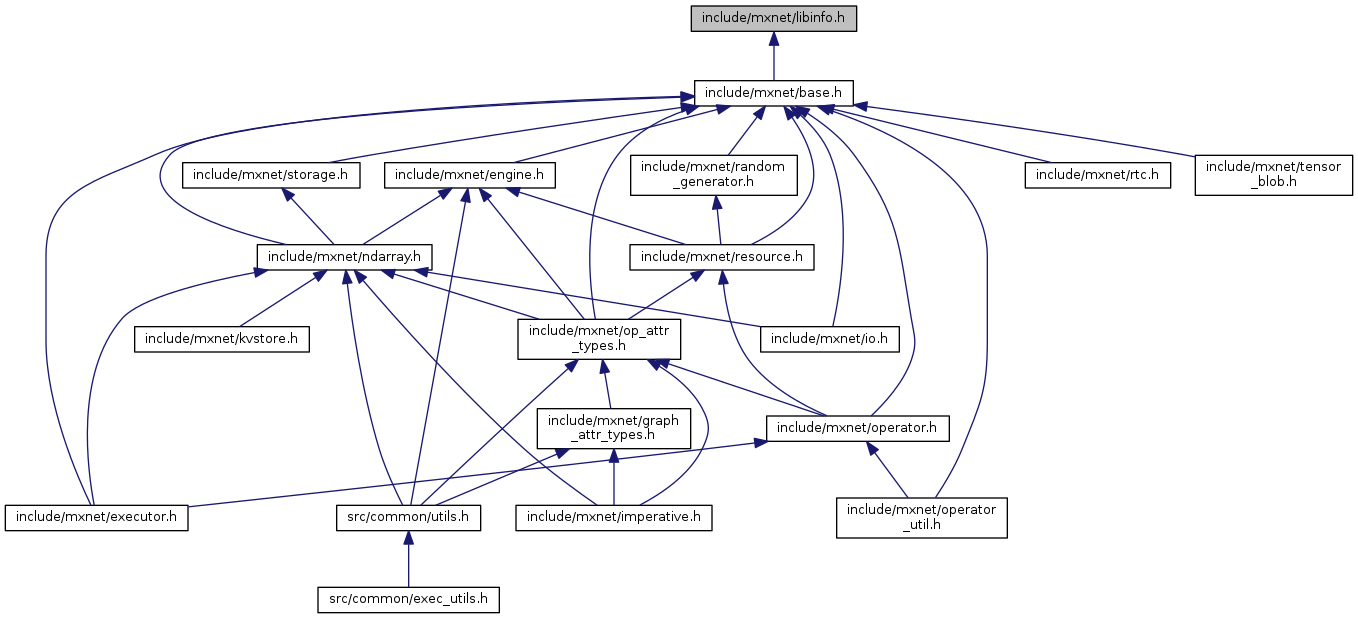 include/mxnet/libinfo.h
include/mxnet/base.h
include/mxnet/storage.h
include/mxnet/engine.h
include/mxnet/random
_generator.h
include/mxnet/rtc.h
include/mxnet/tensor
_blob.h
include/mxnet/ndarray.h
include/mxnet/resource.h
include/mxnet/kvstore.h
include/mxnet/op_attr
_types.h
include/mxnet/io.h
include/mxnet/graph
_attr_types.h
include/mxnet/operator.h
include/mxnet/executor.h
src/common/utils.h
include/mxnet/imperative.h
include/mxnet/operator
_util.h
src/common/exec_utils.h